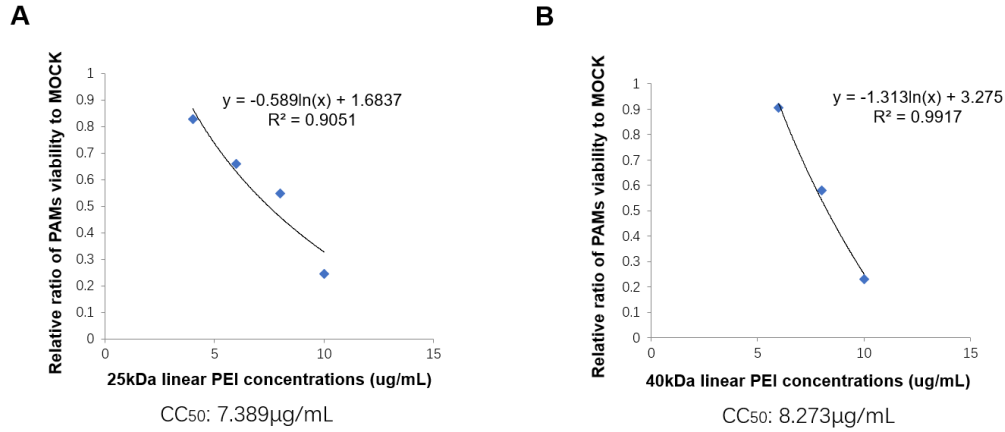 A
Relative ratio of PAMs viability to MOCK
1
0.9
0.8
0.7
0.6
0.5
0.4
0.3
0.2
0.1
0
0 5 10 15
y = -0.589ln(x) + 1.6837
R² = 0.9051
25kDa linear PEI concentrations (ug/mL)
CC50: 7.389μg/mL
B
Relative ratio of PAMs viability to MOCK
1
0.9
0.8
0.7
0.6
0.5
0.4
0.3
0.2
0.1
0
0 5 10 15
y = -1.313ln(x) + 3.275
R² = 0.9917
40kDa linear PEI concentrations (ug/mL)
CC50: 8.273μg/mL